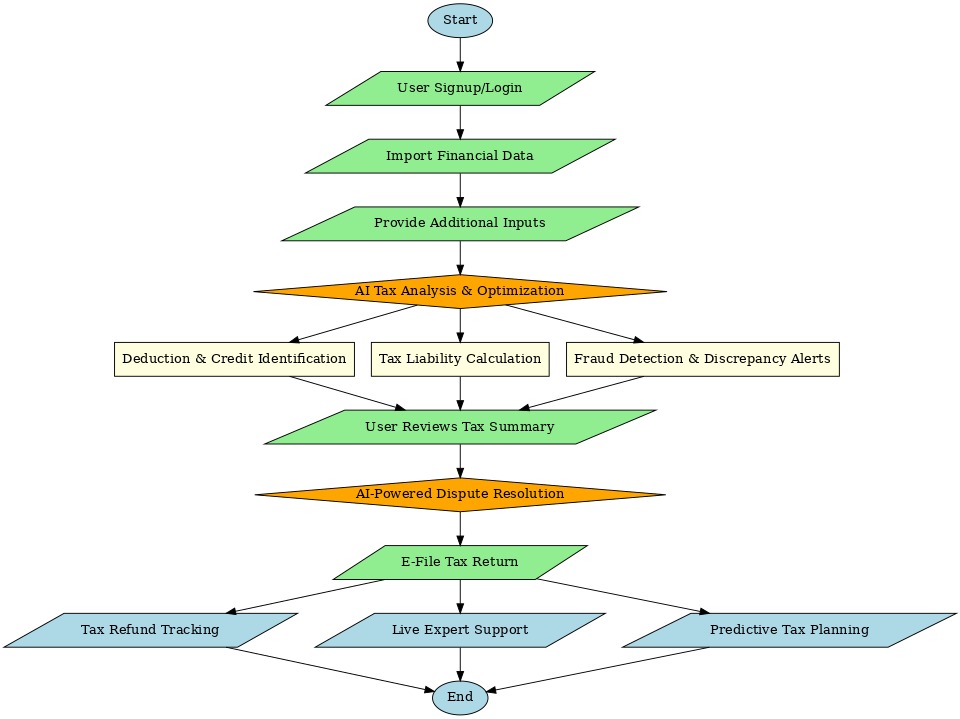 Start
User Signup/Login
Import Financial Data
Provide Additional Inputs
AI Tax Analysis & Optimization
Deduction & Credit Identification
Tax Liability Calculation
Fraud Detection & Discrepancy Alerts
User Reviews Tax Summary
AI-Powered Dispute Resolution
E-File Tax Return
Tax Refund Tracking
Live Expert Support
Predictive Tax Planning
End